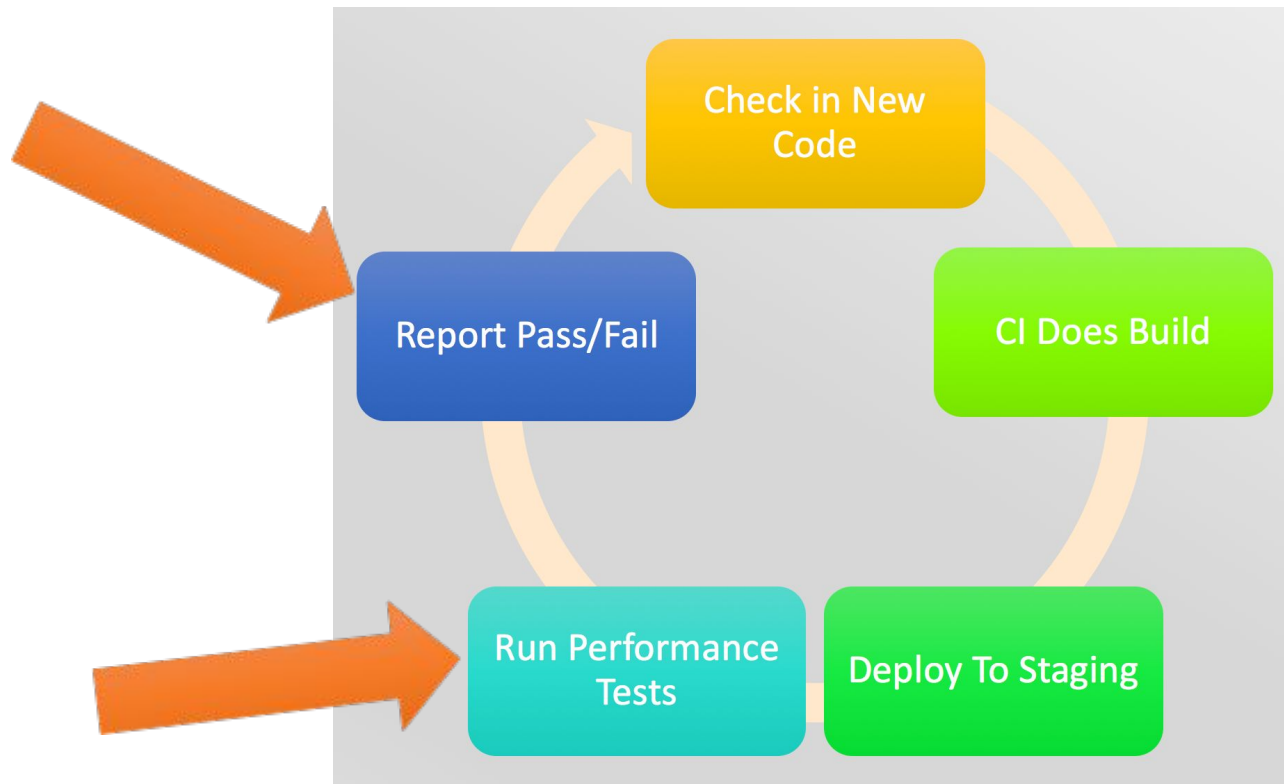 Check in New
Code
CI Does Build
Deploy To Staging
Run Performance
Tests
Report Pass/Fail